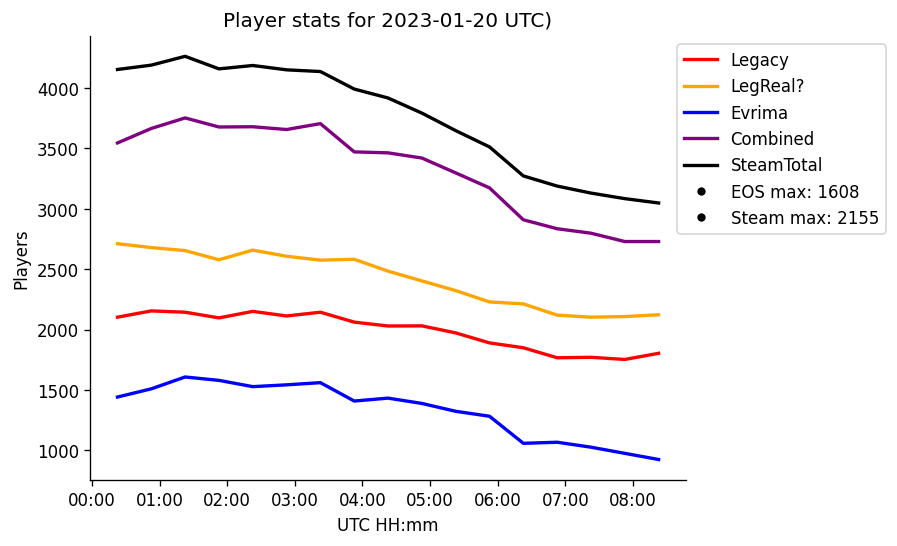 Player stats for 2023-01-20 UTC)
Legacy
LegReal?
Evrima
Combined
SteamTotal
EOS max: 1608
Steam max: 2155
Players
4000
3500
3000
2500
2000
1500
1000
00:00 01:00 02:00 03:00 04:00 05:00 06:00 07:00 08:00
UTC HH:mm